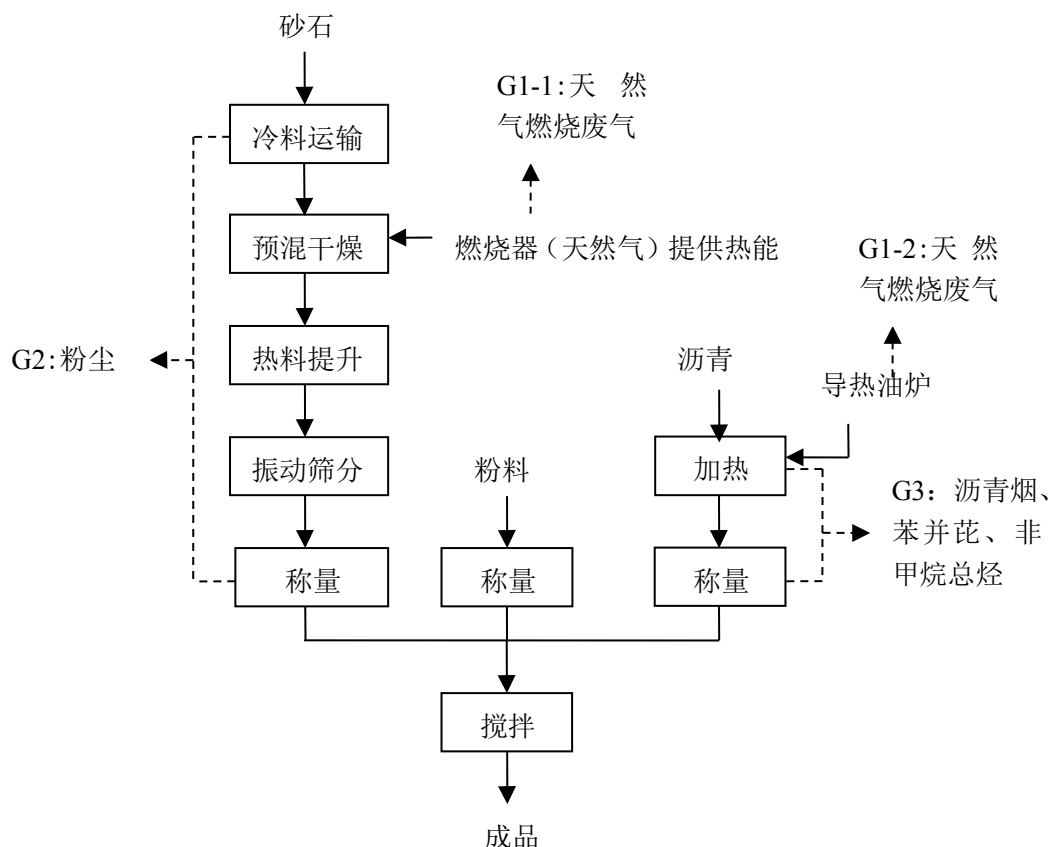 砂石
G1-1:天 然
气燃烧废气
冷料运输
预混干燥
燃烧器（天然气）提供热能
G1-2:天 然
气燃烧废气
G2:粉尘
热料提升
沥青
导热油炉
振动筛分
粉料
加热
G3：沥青烟、
苯并芘、非
甲烷总烃
称量
称量
称量
搅拌
成品